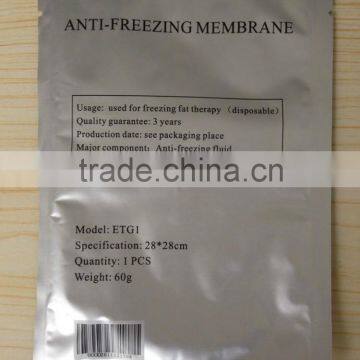 ANTI-FREEZING MEMBRANE
Usage: used for freezing fat therapy (disposable)
Quality guarantee: 3 years
Production date: see packaging place
Major component: Anti-freezing fluid
trade.china.cn
Model: ETG1
Specification: 28*28cm
Quantity: 1 PCS
Weight: 60g